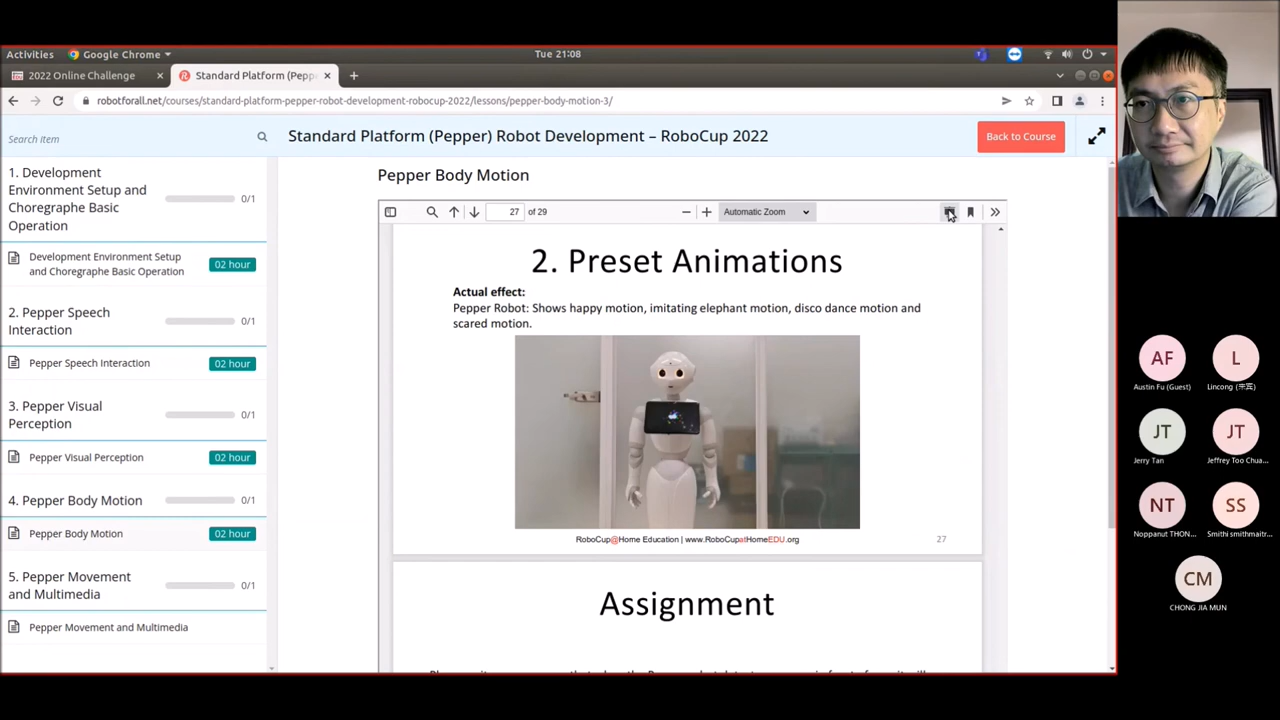 Activities
Google Chrome
Tue 21:08
2022 Online Challenge
Standard Platform (Pepp
robotforall.net/courses/standard-platform-pepper-robot-development-robocup-2022/lessons/pepper-body-motion-3/
Search Item
Standard Platform (Pepper) Robot Development – RoboCup 2022
Back to Course
1. Development
Environment Setup and
Choregraphe Basic
Operation
0/1
Development Environment Setup
and Choregraphe Basic Operation
02 hour
2. Pepper Speech
Interaction
0/1
Pepper Speech Interaction
02 hour
3. Pepper Visual
Perception
0/1
Pepper Visual Perception
02 hour
4. Pepper Body Motion
0/1
Pepper Body Motion
02 hour
5. Pepper Movement
and Multimedia
0/1
Pepper Movement and Multimedia
Pepper Body Motion
27 of 29
Automatic Zoom
2. Preset Animations
Actual effect:
Pepper Robot: Shows happy motion, imitating elephant motion, disco dance motion and
scared motion.
RoboCup@Home Education | www.RoboCupatHomeEDU.org
27
Assignment
AF
Austin Fu (Guest)
L
JT
Jerry Tan
JT
Jeffrey Too Chua...
NT
Noppanut THON...
SS
Smithi smithmaitr...
CM
CHONG JIA MUN